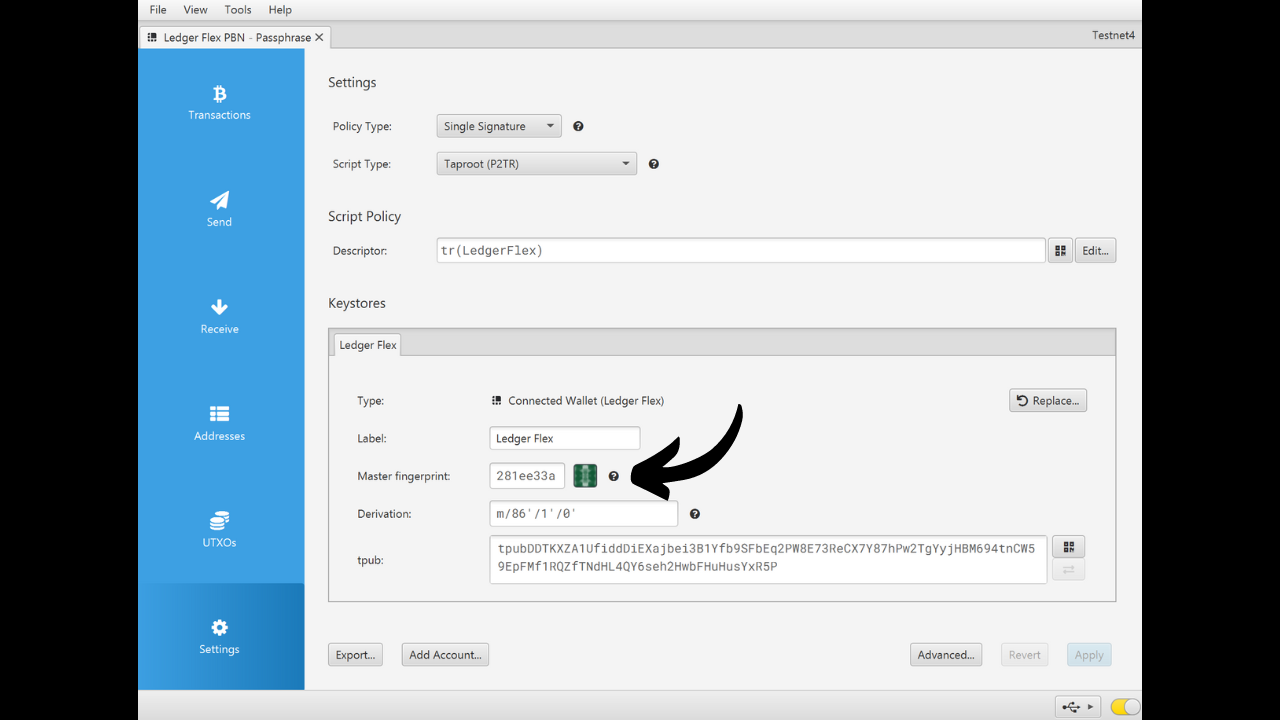 File View Tools Help
Ledger Flex PBN - Passphrase
Testnet4
Transactions
Send
Receive
Addresses
UTXOs
Settings
Settings
Policy Type: Single Signature
Script Type: Taproot (P2TR)
Script Policy
Descriptor: tr(LedgerFlex) Edit...
Keystores
Ledger Flex
Type: Connected Wallet (Ledger Flex) Replace...
Label: Ledger Flex
Master fingerprint: 281ee33a
Derivation: m/86'/1'/0'
tpub: tpubDDTKXZA1UfiddDiEXajbei3B1Yfb9SFbEq2PW8E73ReCX7Y87hPw2TgYyjHBM694tnCW5
9EpFMf1RQZfTNdHL4QY6seh2HwbFHuHusYxR5P
Export... Add Account... Advanced... Revert Apply